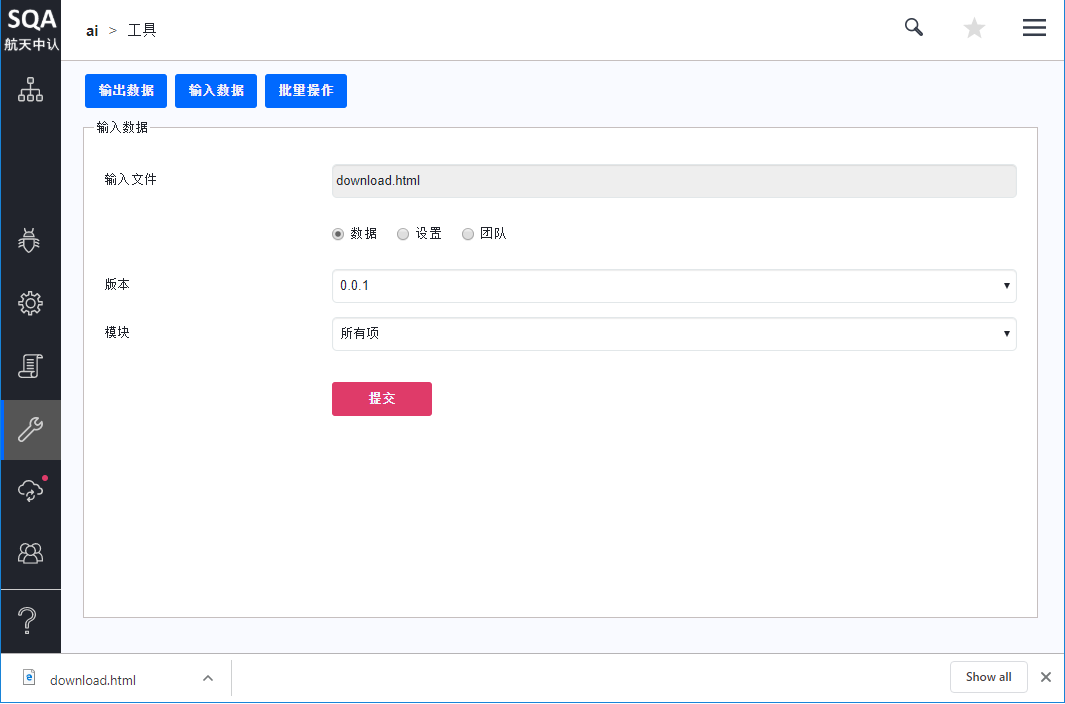 SQA
航天中认
ai > 工具
输出数据 输入数据 批量操作
输入数据
输入文件 download.html
数据 设置 团队
版本 0.0.1
模块 所有项
提交
download.html Show all